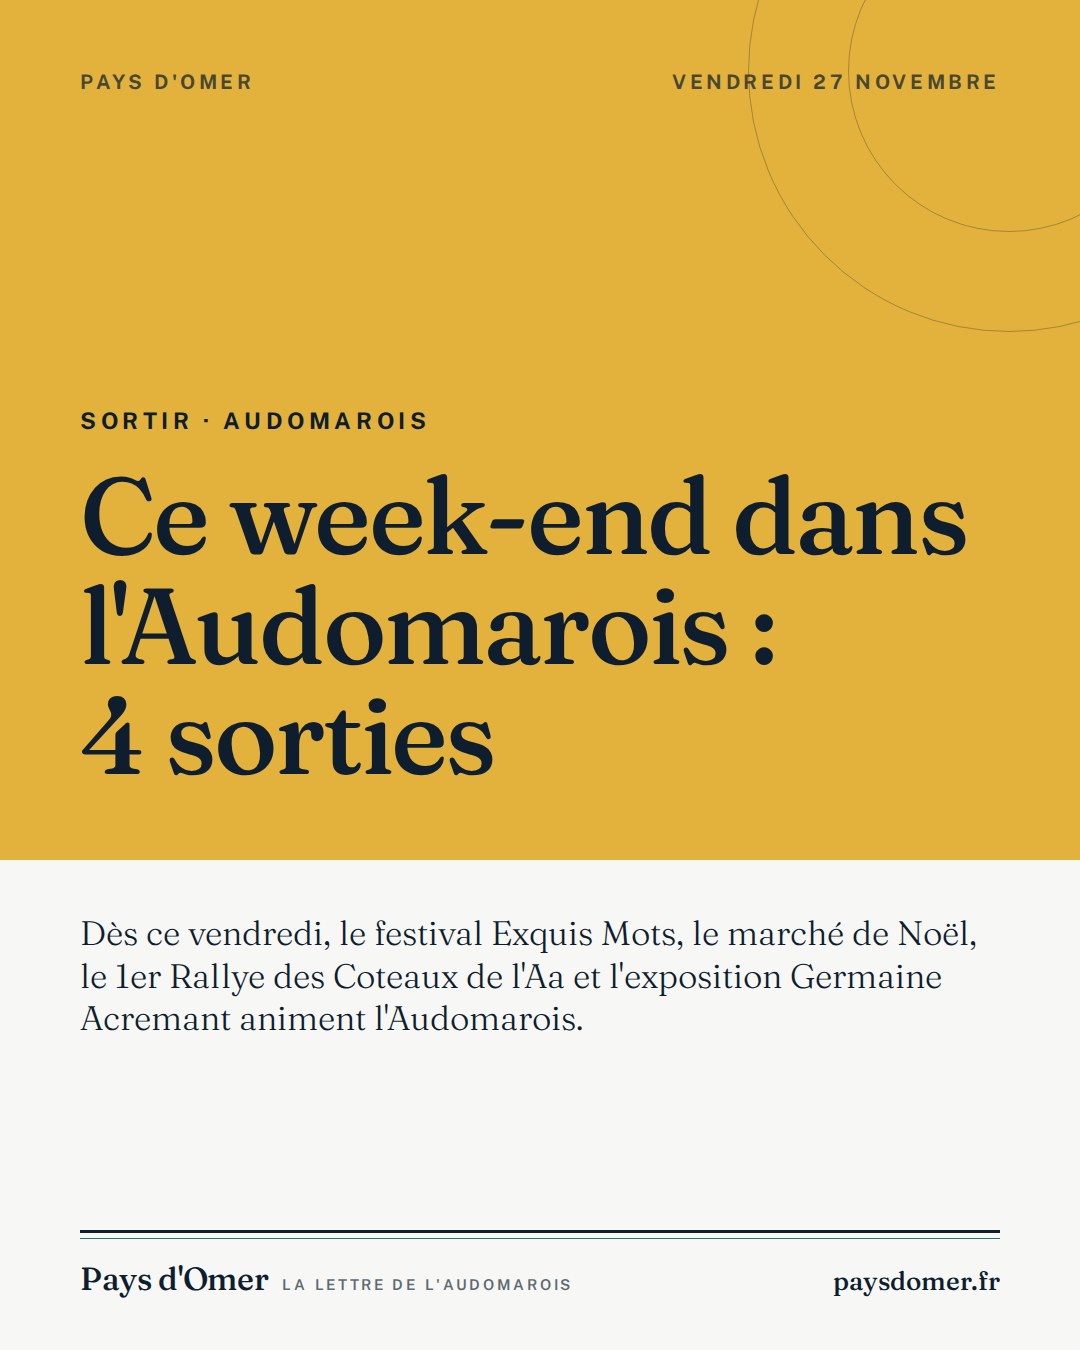 PAYS D'OMER
VENDREDI 27 NOVEMBRE
SORTIR · AUDOMAROIS
Ce week-end dans
l'Audomarois :
4 sorties
Dès ce vendredi, le festival Exquis Mots, le marché de Noël,
le 1er Rallye des Coteaux de l'Aa et l'exposition Germaine
Acremant animent l'Audomarois.
Pays d'Omer LA LETTRE DE L'AUDOMAROIS
paysdomer.fr